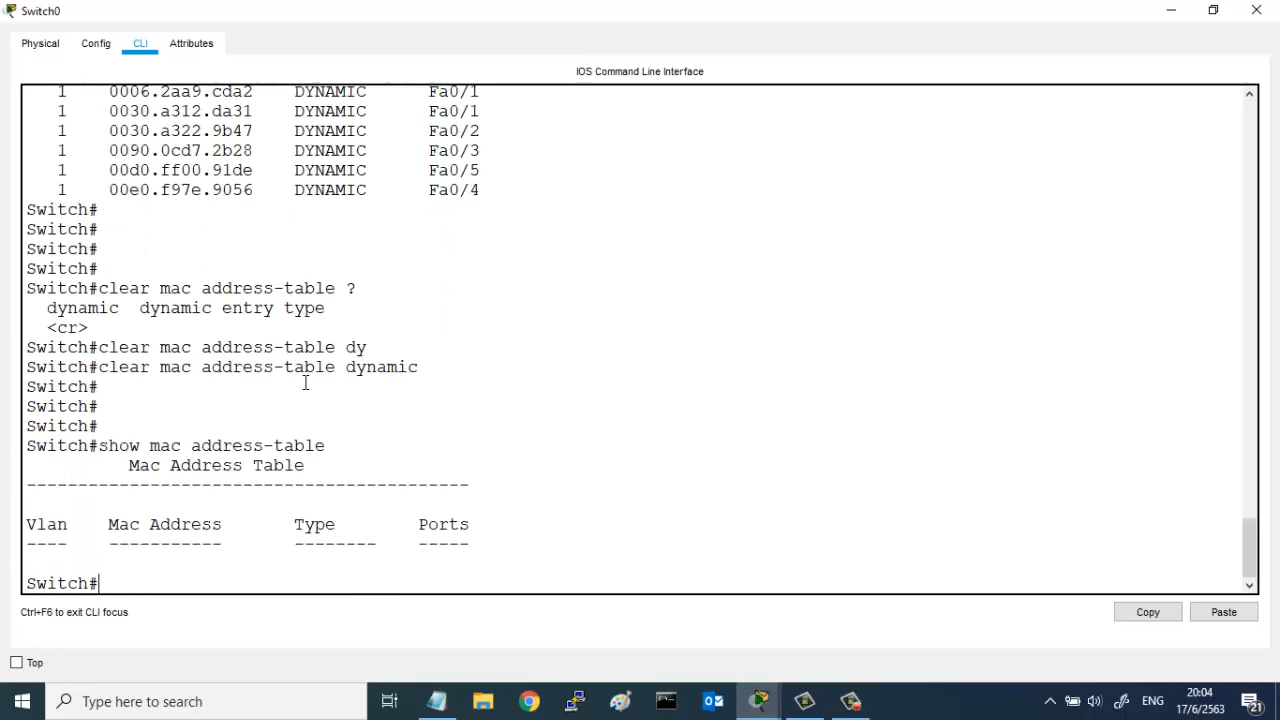 Switch0
Physical Config CLI Attributes
IOS Command Line Interface
1 0006.2aa9.cda2 DYNAMIC Fa0/1
1 0030.a312.da31 DYNAMIC Fa0/1
1 0030.a322.9b47 DYNAMIC Fa0/2
1 0090.0cd7.2b28 DYNAMIC Fa0/3
1 00d0.ff00.91de DYNAMIC Fa0/5
1 00e0.f97e.9056 DYNAMIC Fa0/4
Switch#
Switch#
Switch#
Switch#
Switch#clear mac address-table ?
dynamic dynamic entry type
<cr>
Switch#clear mac address-table dy
Switch#clear mac address-table dynamic
Switch#
Switch#
Switch#
Switch#show mac address-table
Mac Address Table
-------------------------------------------
Vlan Mac Address Type Ports
---- ----------- -------- -----
Switch#
Ctrl+F6 to exit CLI focus
Copy Paste
Top
Type here to search
ENG
20:04
17/6/2563
21